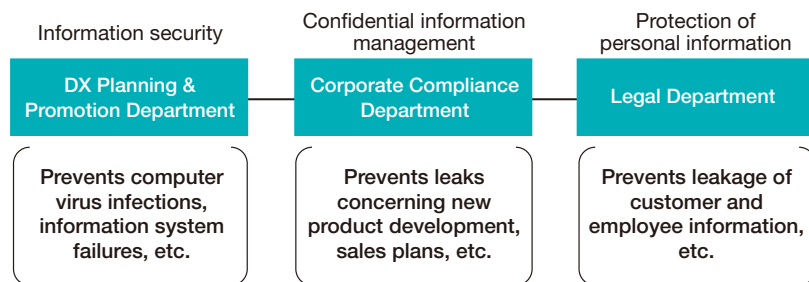 Information security
DX Planning &
Promotion Department
Prevents computer
virus infections,
information system
failures, etc.
Confidential information
management
Corporate Compliance
Department
Prevents leaks
concerning new
product development,
sales plans, etc.
Protection of
personal information
Legal Department
Prevents leakage of
customer and
employee information,
etc.